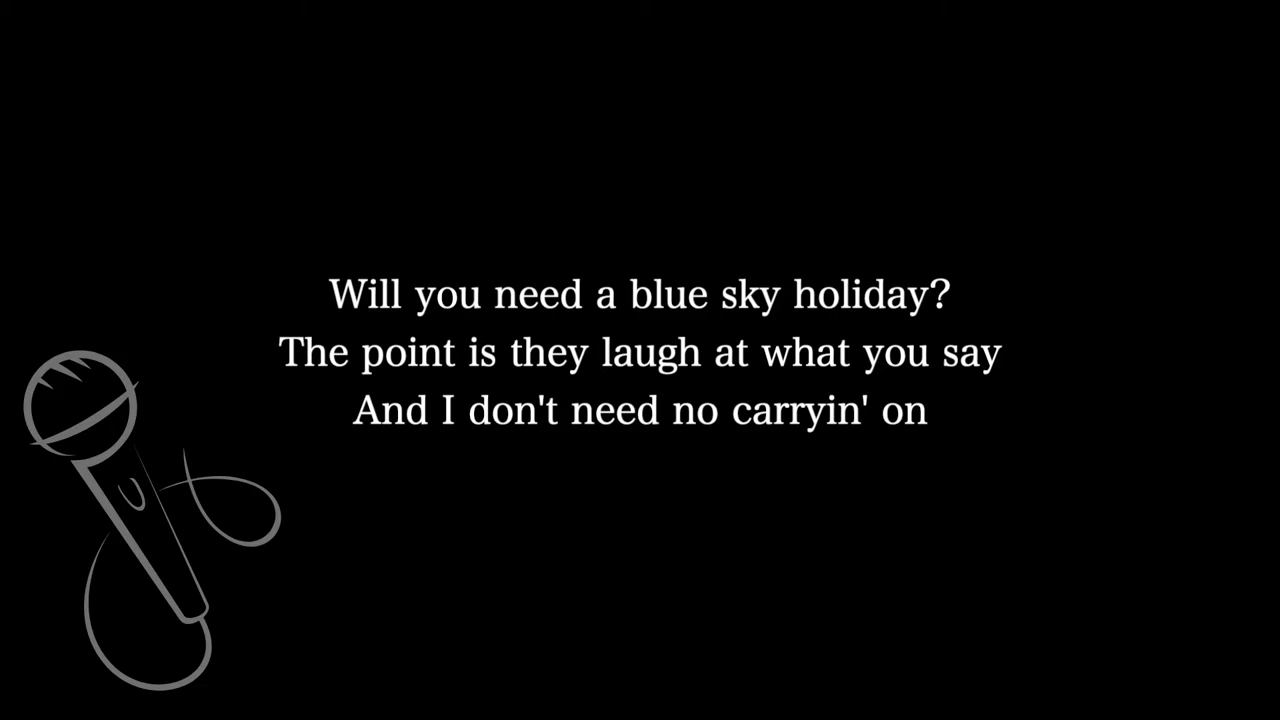 Will you need a blue sky holiday?
The point is they laugh at what you say
And I don't need no carryin' on